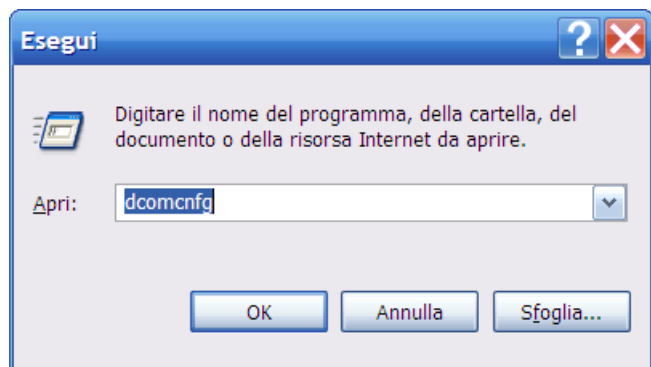 Esegui
Digitare il nome del programma, della cartella, del
documento o della risorsa Internet da aprire.
Apri:
dcomcnfg
OK
Annulla
Sfoglia...